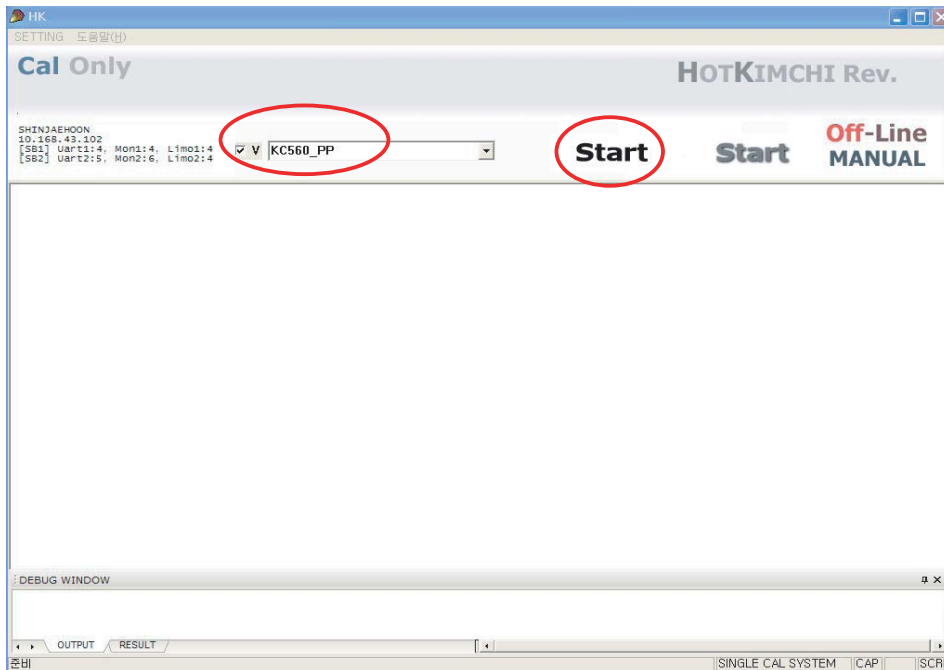 HK
SETTING 도움말(H)
Cal Only
HOTKIMCHI Rev.
SHINJAEHOON
10.168.43.102
[SB1] Uart1:4, Mon1:4, Limo1:4
[SB2] Uart2:5, Mon2:6, Limo2:4
V KC560_PP
Start
Start
Off-Line
MANUAL
DEBUG WINDOW
OUTPUT RESULT
준비 SINGLE CAL SYSTEM CAP SCR